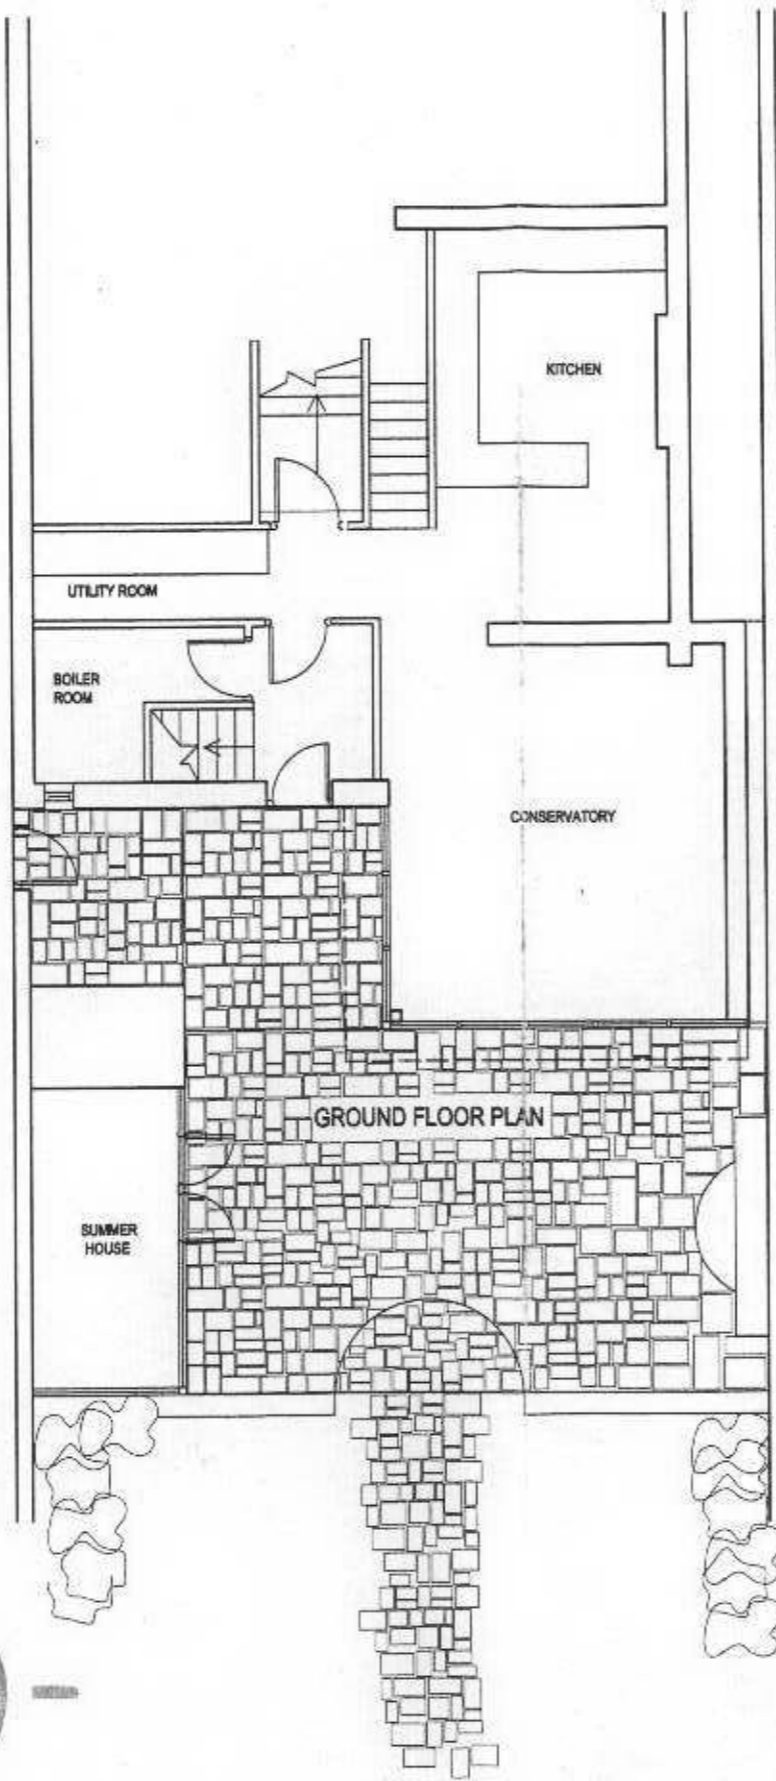 KITCHEN
UTILITY ROOM
BOILER
ROOM
CONSERVATORY
GROUND FLOOR PLAN
SUMMER
HOUSE